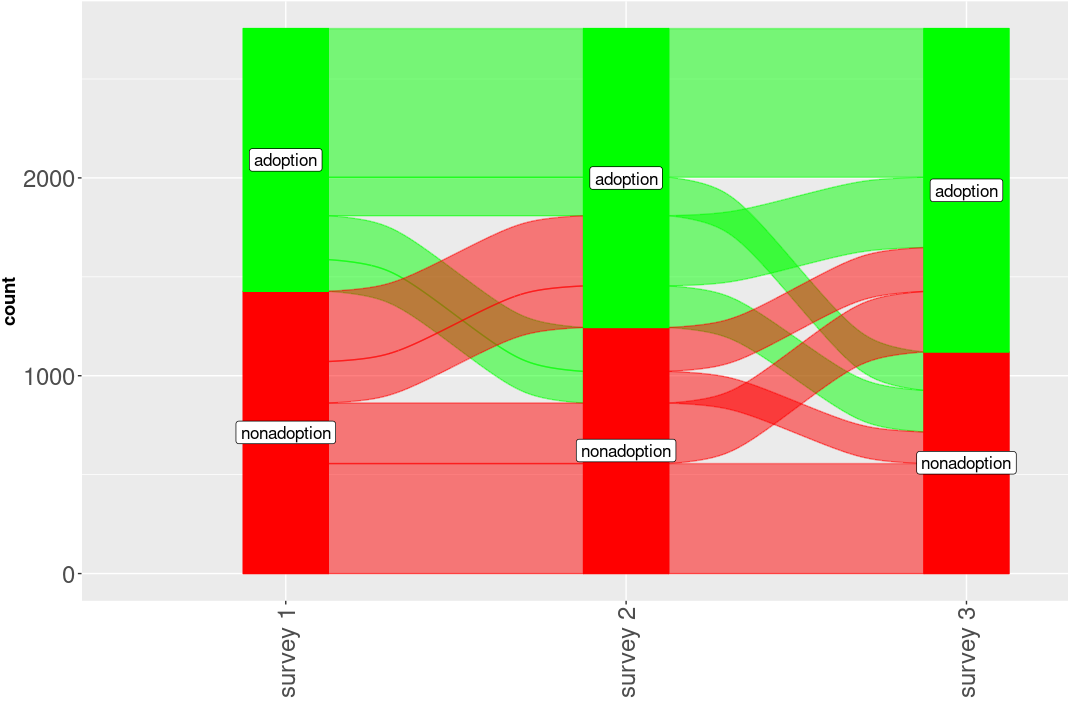 count
2000
1000
0
adoption
nonadoption
adoption
nonadoption
adoption
nonadoption
survey 1
survey 2
survey 3